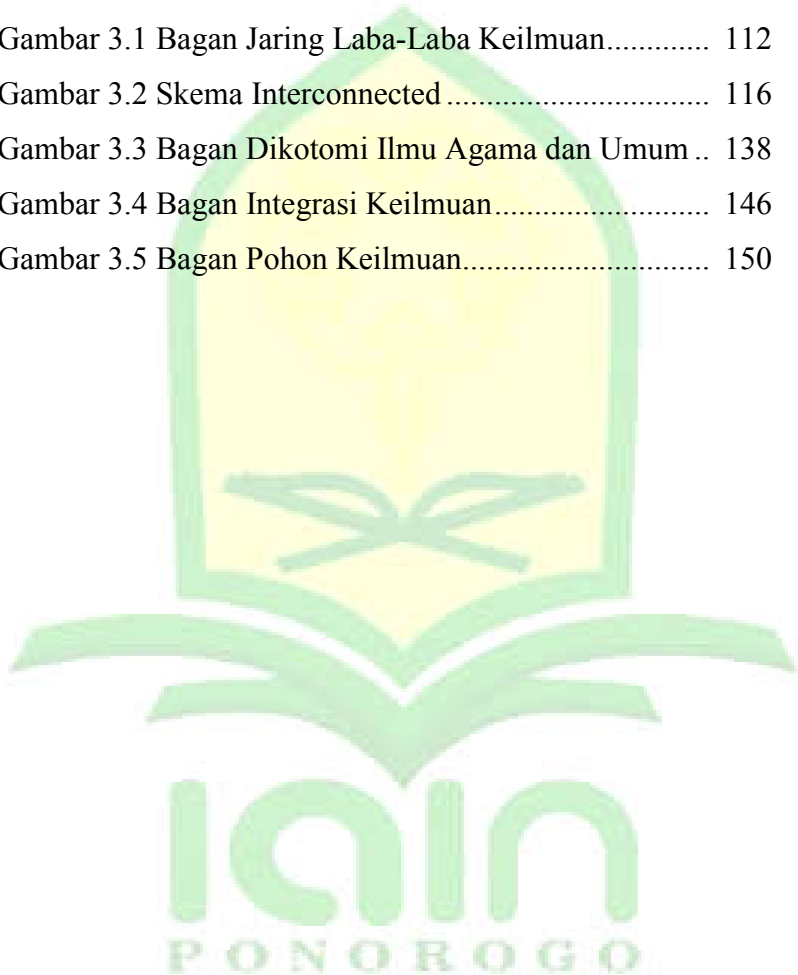 Gambar 3.1 Bagan Jaring Laba-Laba Keilmuan............ 112
Gambar 3.2 Skema Interconnected ................................ 116
Gambar 3.3 Bagan Dikotomi Ilmu Agama dan Umum .. 138
Gambar 3.4 Bagan Integrasi Keilmuan.......................... 146
Gambar 3.5 Bagan Pohon Keilmuan.............................. 150
iain
PONOROGO